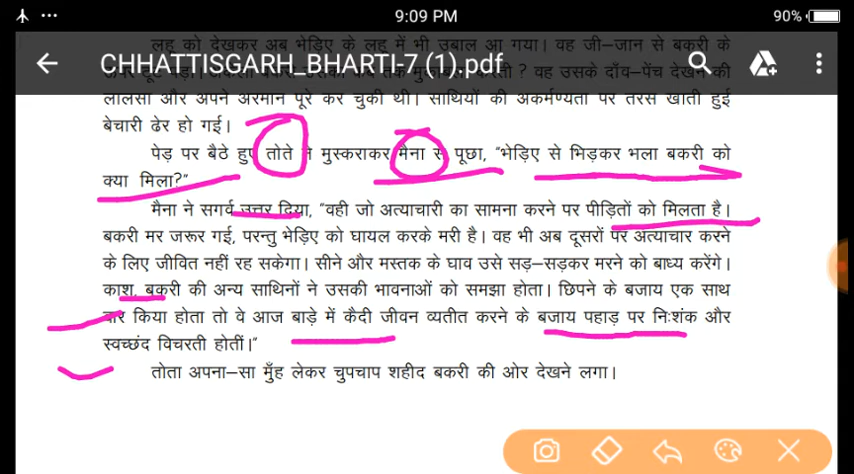 9:09 PM
90%
लहू को देखकर अब भेड़िए के लहू में भी उबाल आ गया। वह जी–जान से बकरी के
CHHATTISGARH_BHARTI-7 (1).pdf
वह उसके दाँव–पेंच देखने की
लालसा और अपने अरमान पूरे कर चुकी थी। साथियों की अकर्मण्यता पर तरस खाती हुई
बेचारी ढेर हो गई।
पेड़ पर बैठे हुए तोते ने मुस्कराकर मैना से पूछा, "भेड़िए से भिड़कर भला बकरी को
क्या मिला?"
मैना ने सगर्व उत्तर दिया, "वही जो अत्याचारी का सामना करने पर पीड़ितों को मिलता है।
बकरी मर जरूर गई, परन्तु भेड़िए को घायल करके मरी है। वह भी अब दूसरों पर अत्याचार करने
के लिए जीवित नहीं रह सकेगा। सीने और मस्तक के घाव उसे सड़–सड़कर मरने को बाध्य करेंगे।
काश, बकरी की अन्य साथिनों ने उसकी भावनाओं को समझा होता। छिपने के बजाय एक साथ
वार किया होता तो वे आज बाड़े में कैदी जीवन व्यतीत करने के बजाय पहाड़ पर निःशंक और
स्वच्छंद विचरती होतीं।"
तोता अपना–सा मुँह लेकर चुपचाप शहीद बकरी की ओर देखने लगा।